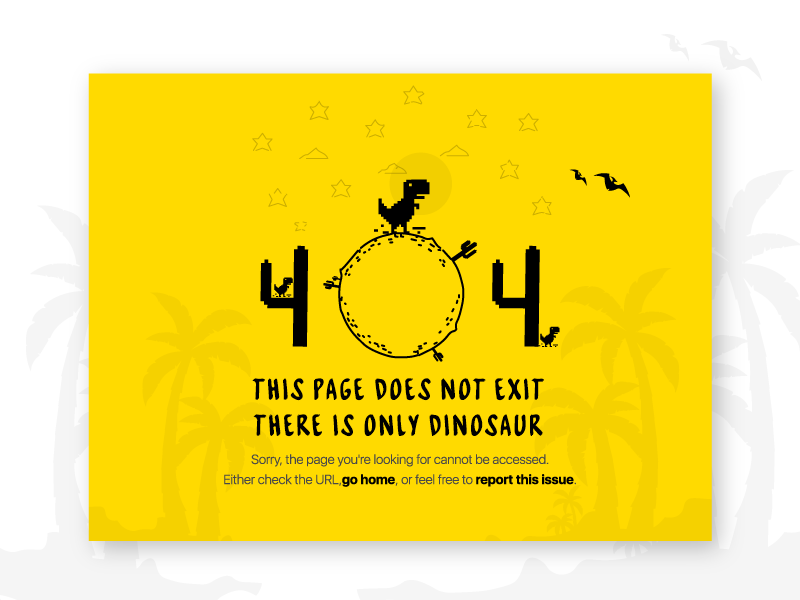 404
THIS PAGE DOES NOT EXIT
THERE IS ONLY DINOSAUR
Sorry, the page you're looking for cannot be accessed.
Either check the URL,go home, or feel free to report this issue.